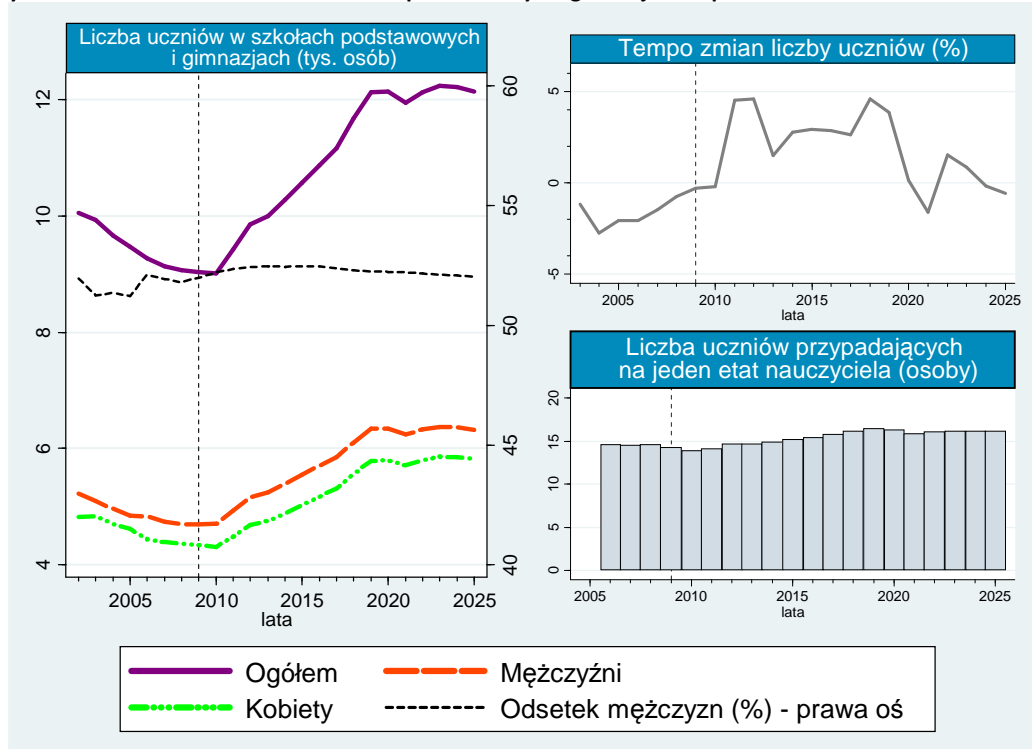 Liczba uczniów w szkołach podstawowych
i gimnazjach (tys. osób)
12
10
8
6
4
60
55
50
45
40
2005
2010
2015
2020
2025
lata
Tempo zmian liczby uczniów (%)
5
0
-5
2005
2010
2015
2020
2025
lata
Liczba uczniów przypadających
na jeden etat nauczyciela (osoby)
20
15
10
5
0
2005
2010
2015
2020
2025
lata
Ogółem
Mężczyźni
Kobiety
Odsetek mężczyzn (%) - prawa oś